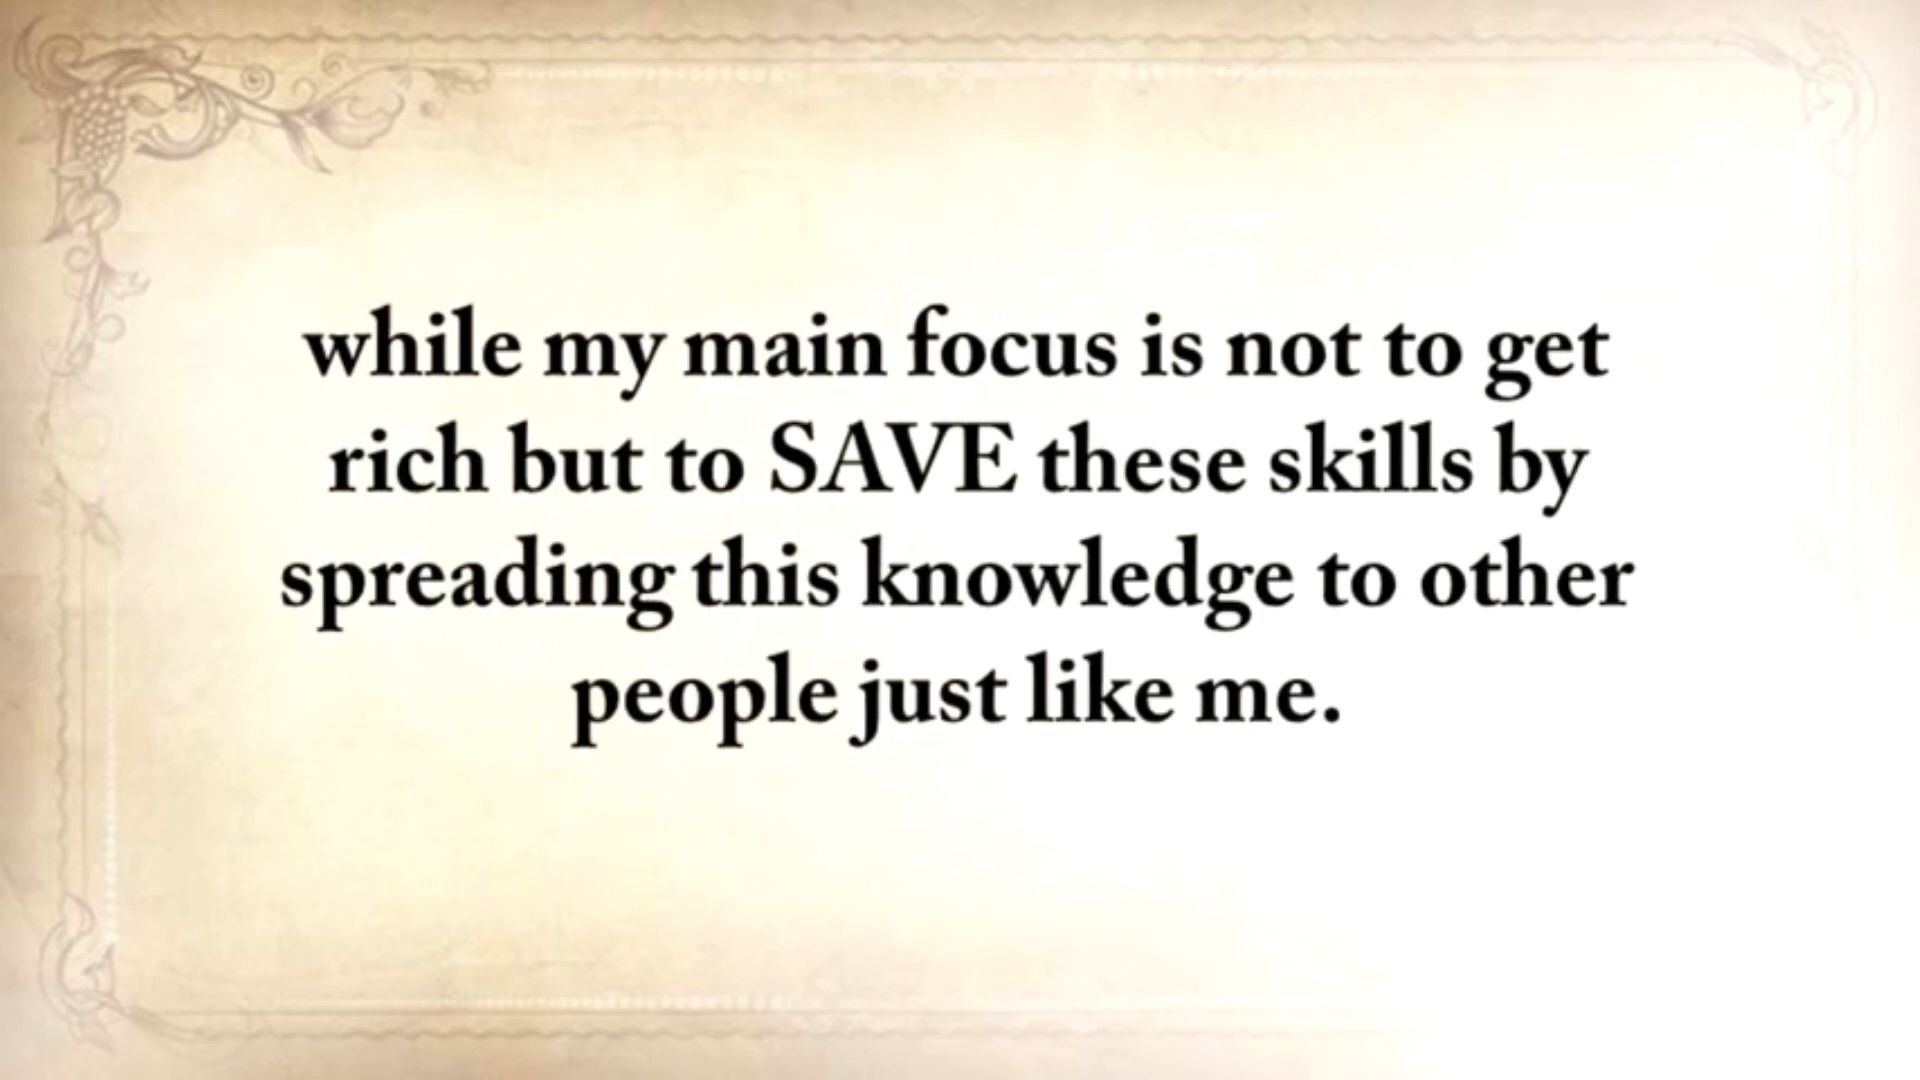 while my main focus is not to get
rich but to SAVE these skills by
spreading this knowledge to other
people just like me.